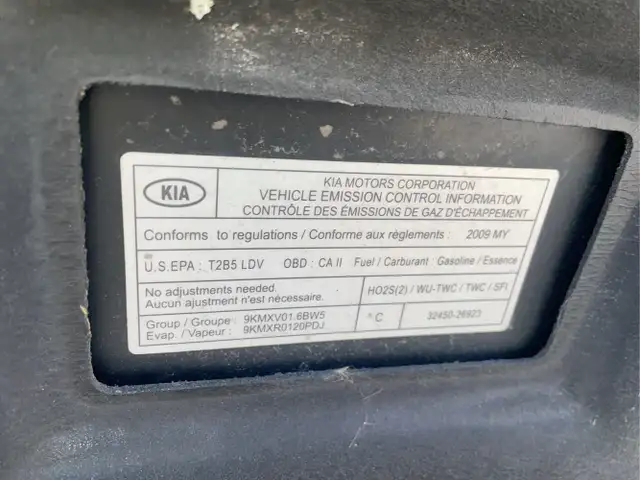 KIA
KIA MOTORS CORPORATION
VEHICLE EMISSION CONTROL INFORMATION
CONTRÔLE DES ÉMISSIONS DE GAZ D'ÉCHAPPEMENT
Conforms to regulations / Conforme aux règlements : 2009 MY
U.S.EPA : T2B5 LDV OBD : CA II Fuel / Carburant : Gasoline / Essence
No adjustments needed.
Aucun ajustement n'est nécessaire.
HO2S(2) / WU-TWC / TWC / SFI
Group / Groupe : 9KMXV01.6BW5
Evap. / Vapeur : 9KMXR0120PDJ
^ C
32450-26923